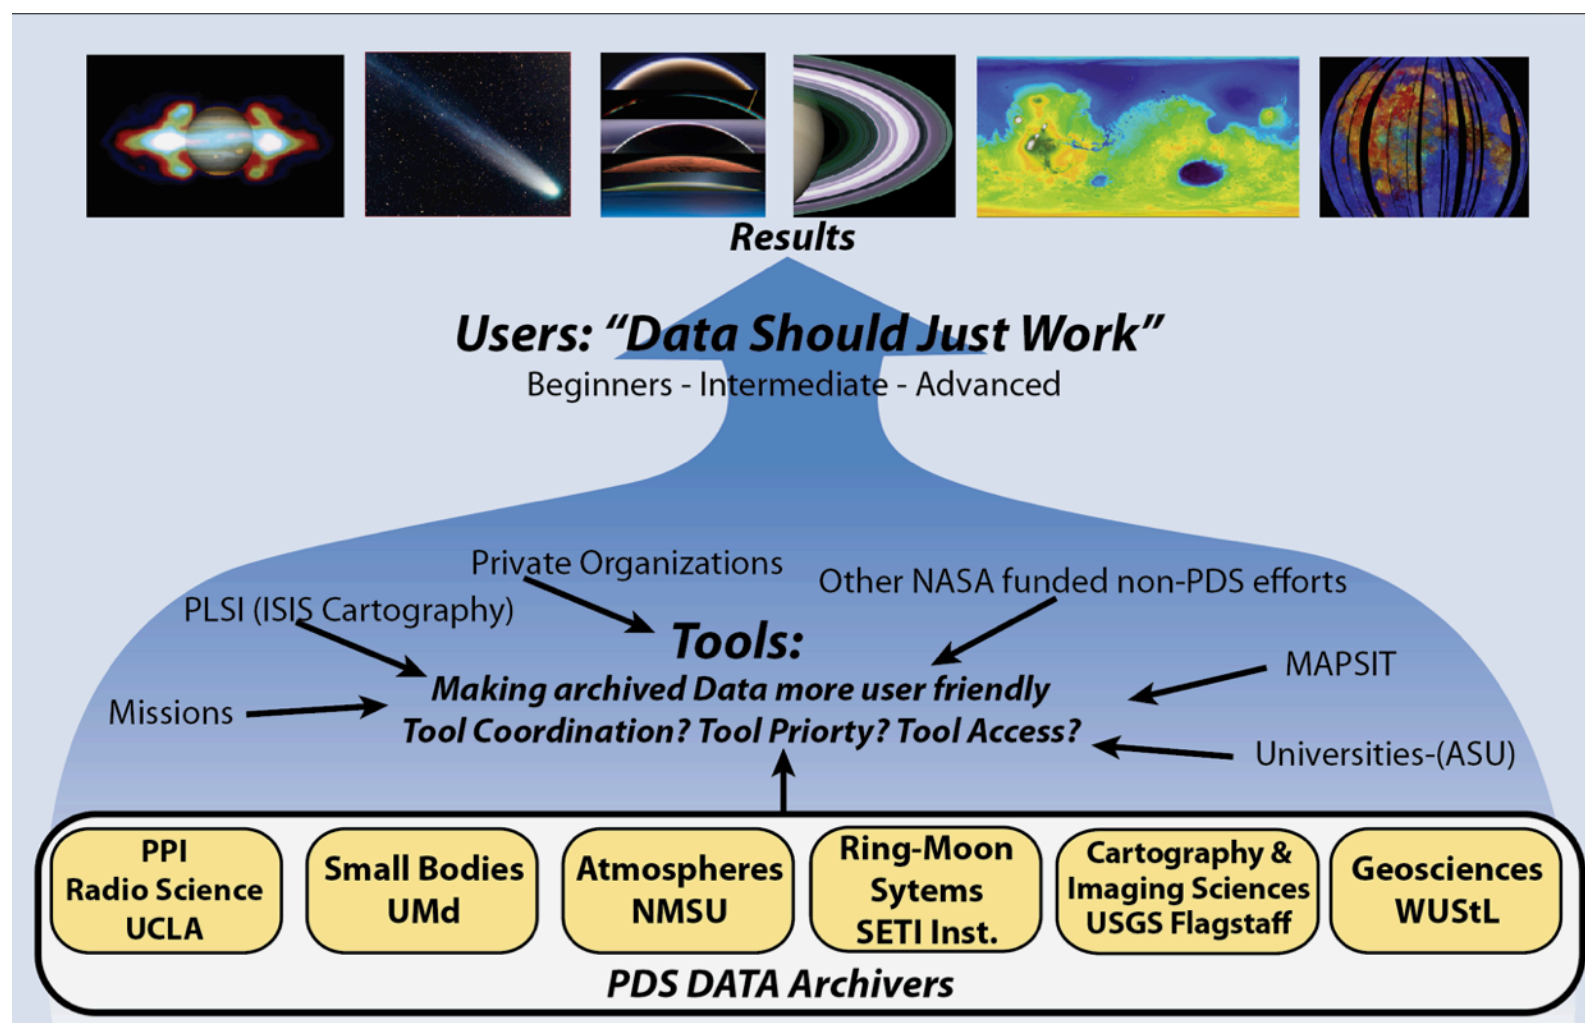 Results
Users: “Data Should Just Work”
Beginners - Intermediate - Advanced
Private Organizations
Other NASA funded non-PDS efforts
PLSI (ISIS Cartography)
Tools:
MAPSIT
Making archived Data more user friendly
Missions
Tool Coordination? Tool Priorty? Tool Access?
Universities-(ASU)
PPI
Radio Science
UCLA
Small Bodies
UMd
Atmospheres
NMSU
Ring-Moon
Sytems
SETI Inst.
Cartography &
Imaging Sciences
USGS Flagstaff
Geosciences
WUStL
PDS DATA Archivers